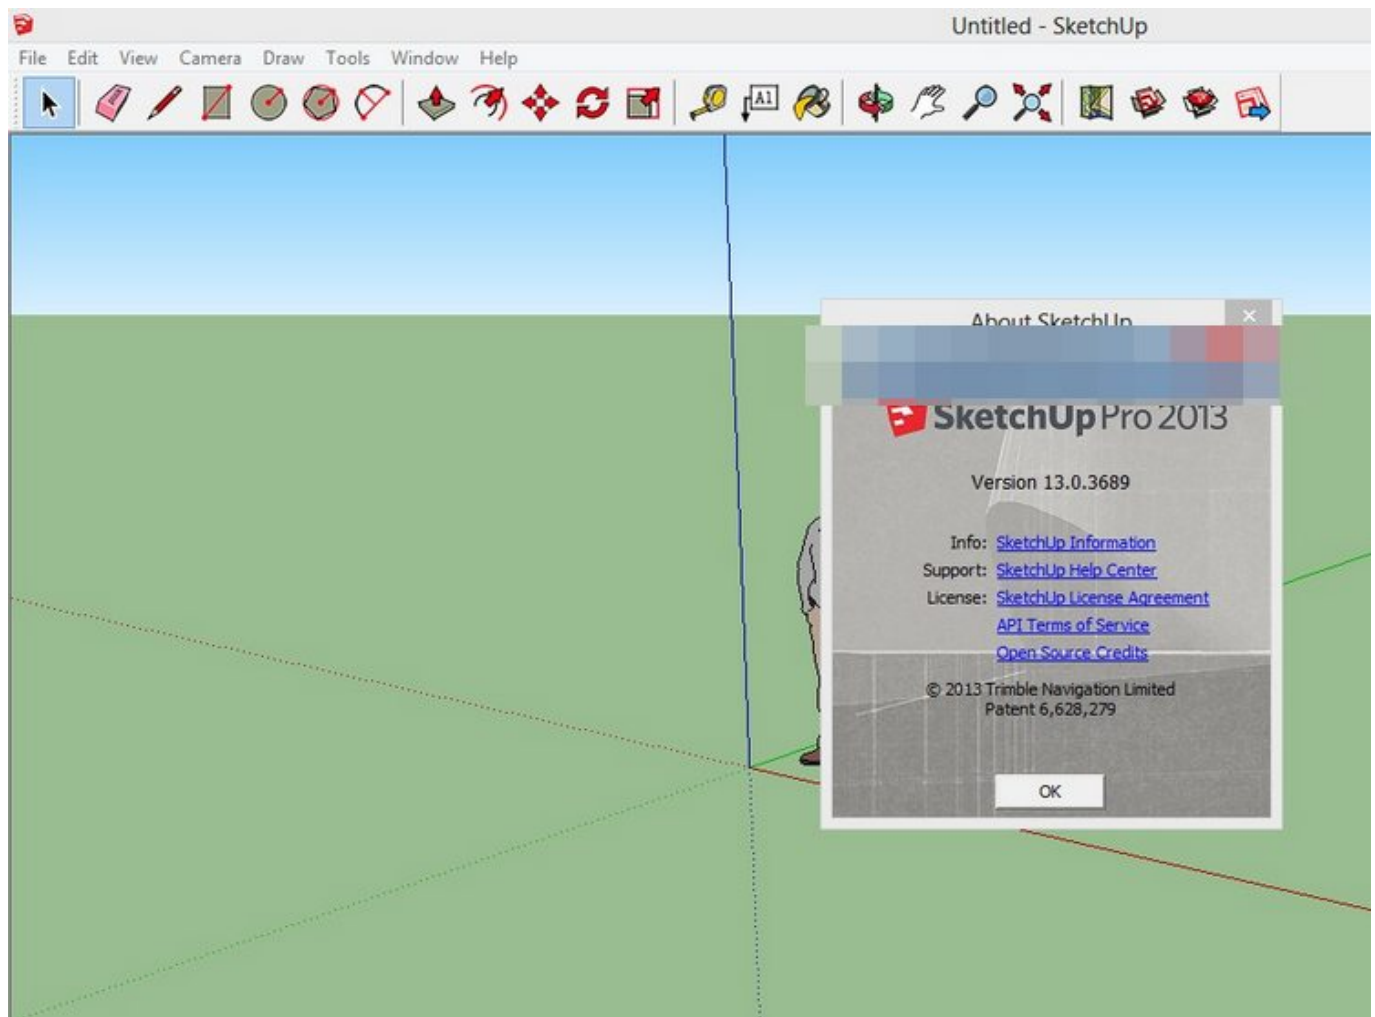 Untitled - SketchUp
File Edit View Camera Draw Tools Window Help
A1
About SketchUp
SketchUp Pro 2013
Version 13.0.3689
Info: SketchUp Information
Support: SketchUp Help Center
License: SketchUp License Agreement
API Terms of Service
Open Source Credits
© 2013 Trimble Navigation Limited
Patent 6,628,279
OK